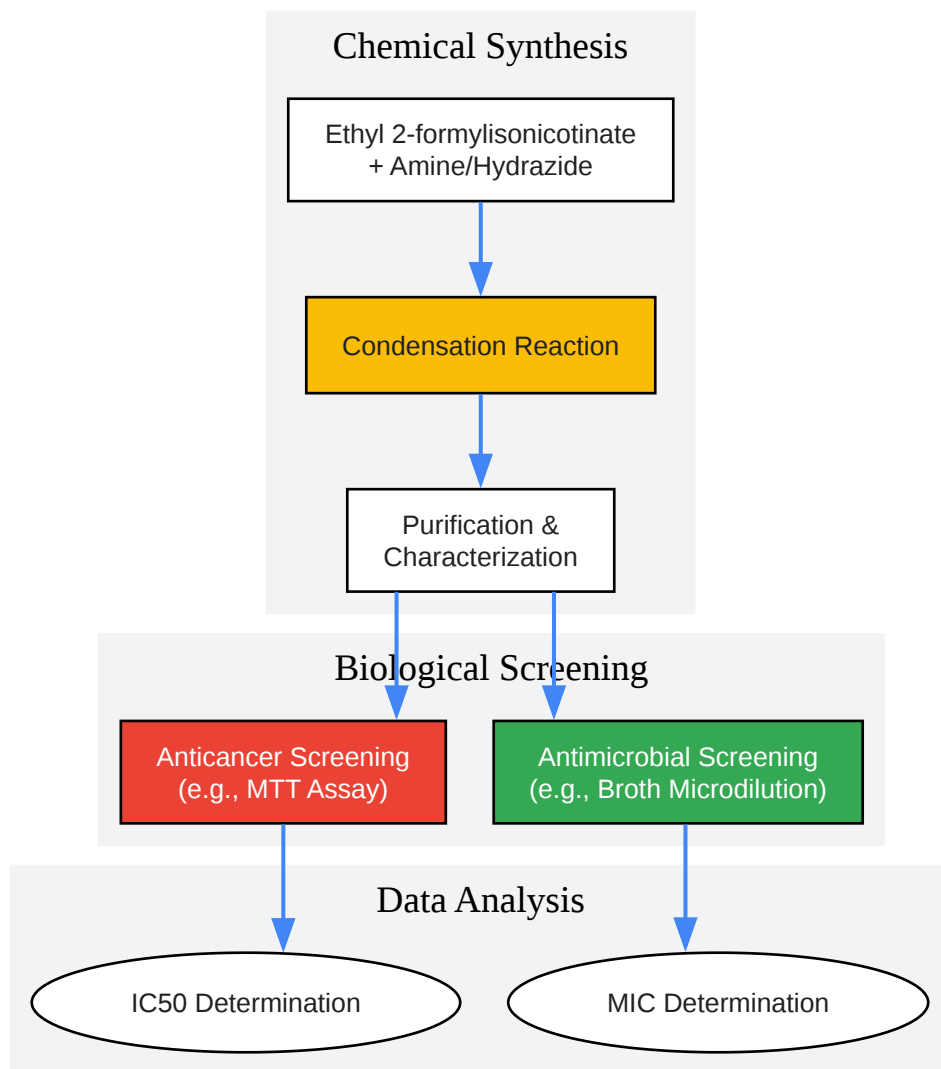 Chemical Synthesis
Ethyl 2-formylisonicotinate
+ Amine/Hydrazide
Condensation Reaction
Purification &
Characterization
Biological Screening
Anticancer Screening
(e.g., MTT Assay)
Antimicrobial Screening
(e.g., Broth Microdilution)
Data Analysis
IC50 Determination
MIC Determination